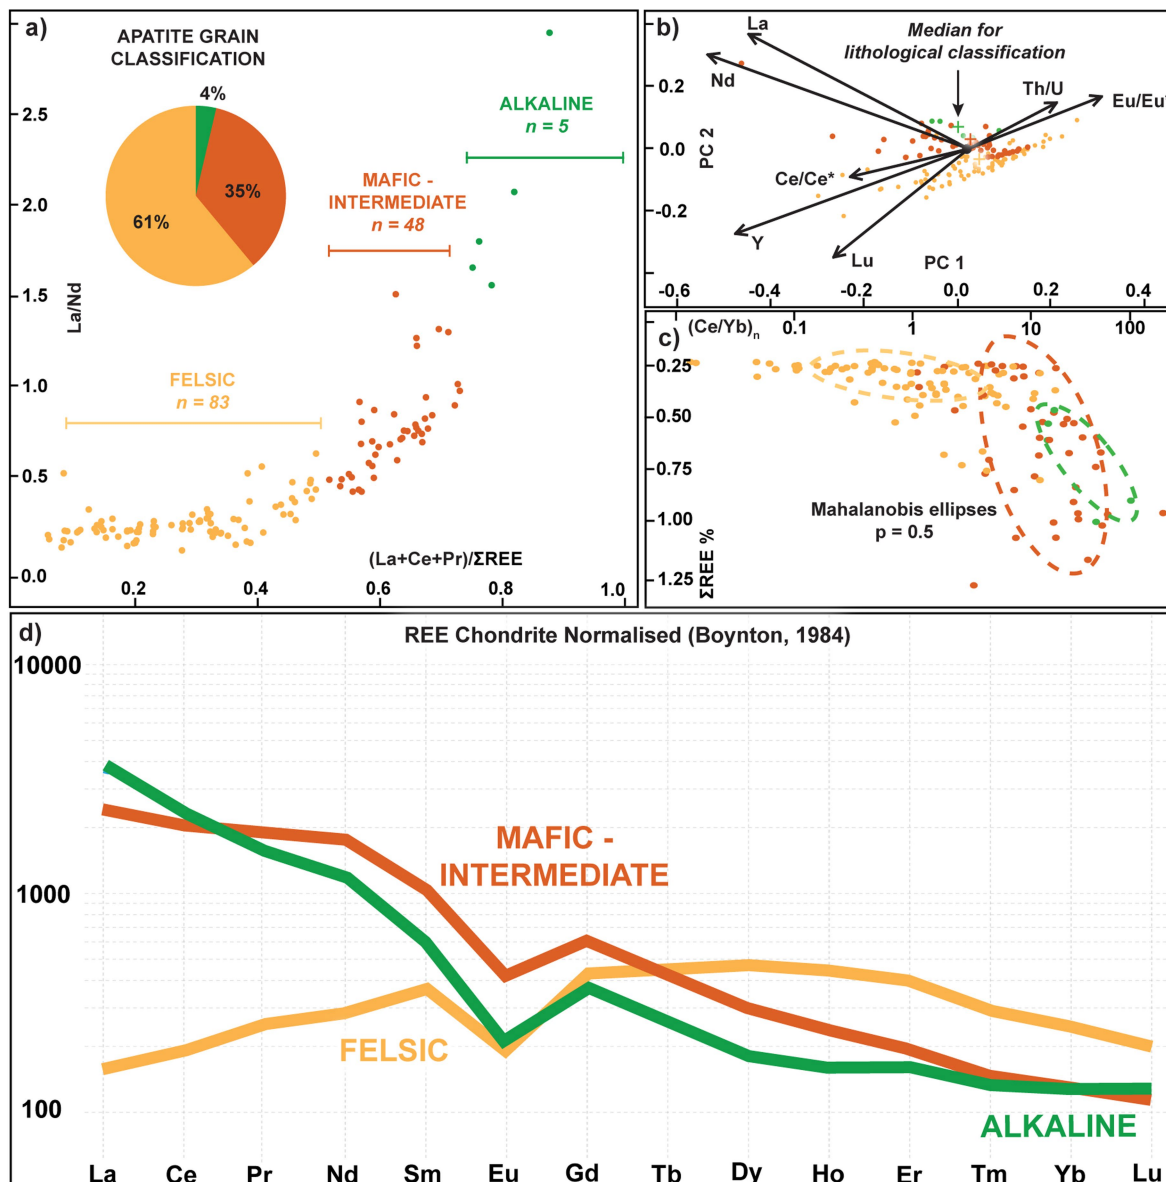 a)
APATITE GRAIN
CLASSIFICATION
4%
35%
61%
ALKALINE
n = 5
MAFIC -
INTERMEDIATE
n = 48
FELSIC
n = 83
La/Nd
2.5
2.0
1.5
1.0
0.5
0.0
(La+Ce+Pr)/ΣREE
0.2
0.4
0.6
0.8
1.0
b)
La
Nd
Median for
lithological classification
Th/U
Eu/Eu*
Ce/Ce*
Y
Lu
PC 2
0.2
0.0
-0.2
PC 1
-0.6
-0.4
-0.2
0.0
0.2
0.4
c)
(Ce/Yb)n
0.1
1
10
100
-0.25
-0.50
-0.75
-1.00
-1.25
ΣREE %
Mahalanobis ellipses
p = 0.5
d)
REE Chondrite Normalised (Boynton, 1984)
10000
1000
100
MAFIC -
INTERMEDIATE
FELSIC
ALKALINE
La Ce Pr Nd Sm Eu Gd Tb Dy Ho Er Tm Yb Lu